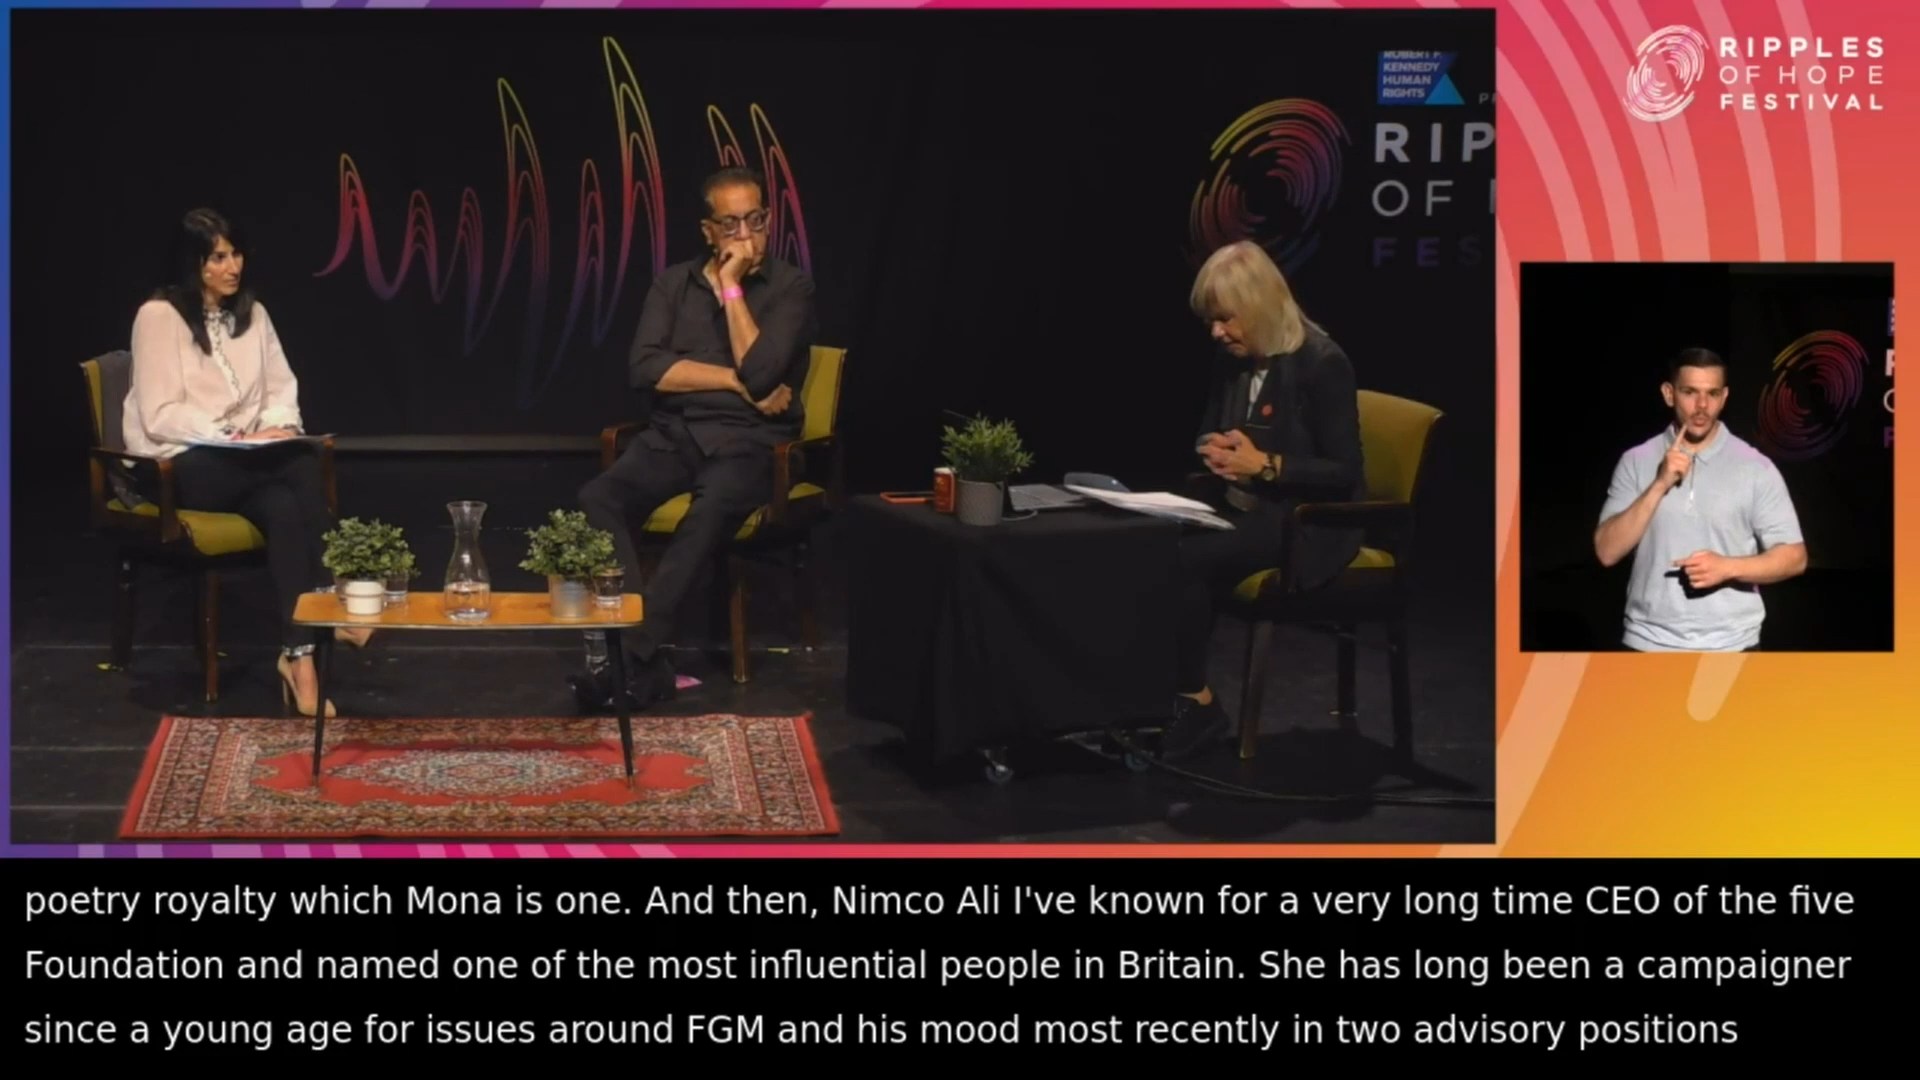 ROBERT F.
KENNEDY
HUMAN
RIGHTS
RIP
OF
FES
RIPPLES
OF HOPE
FESTIVAL
poetry royalty which Mona is one. And then, Nimco Ali I've known for a very long time CEO of the five
Foundation and named one of the most influential people in Britain. She has long been a campaigner
since a young age for issues around FGM and his mood most recently in two advisory positions